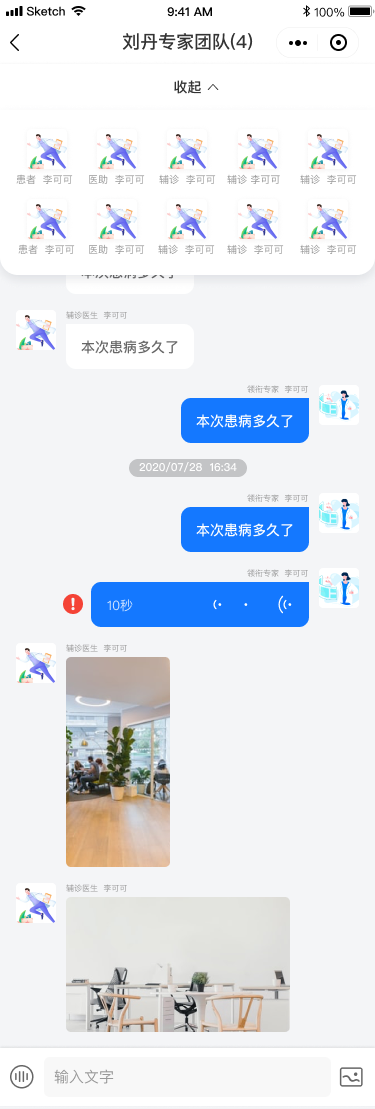 Sketch 9:41 AM 100%
刘丹专家团队(4)
收起
患者 李可可 医助 李可可 辅诊 李可可 辅诊 李可可 辅诊 李可可
患者 李可可 医助 李可可 辅诊 李可可 辅诊 李可可 辅诊 李可可
本次患病多久了
辅诊医生 李可可
本次患病多久了
领衔专家 李可可
本次患病多久了
2020/07/28 16:34
领衔专家 李可可
本次患病多久了
领衔专家 李可可
10秒
辅诊医生 李可可
辅诊医生 李可可
输入文字